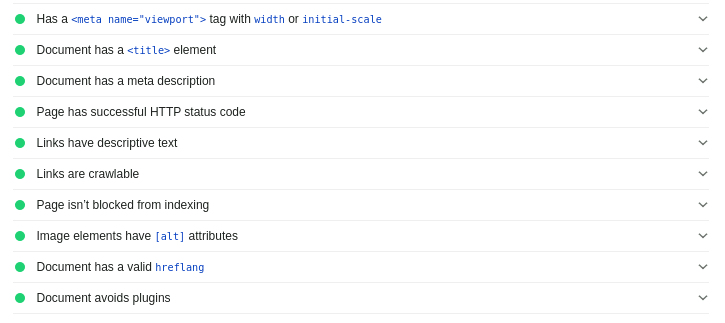 Has a <meta name="viewport"> tag with width or initial-scale
Document has a <title> element
Document has a meta description
Page has successful HTTP status code
Links have descriptive text
Links are crawlable
Page isn't blocked from indexing
Image elements have [alt] attributes
Document has a valid hreflang
Document avoids plugins